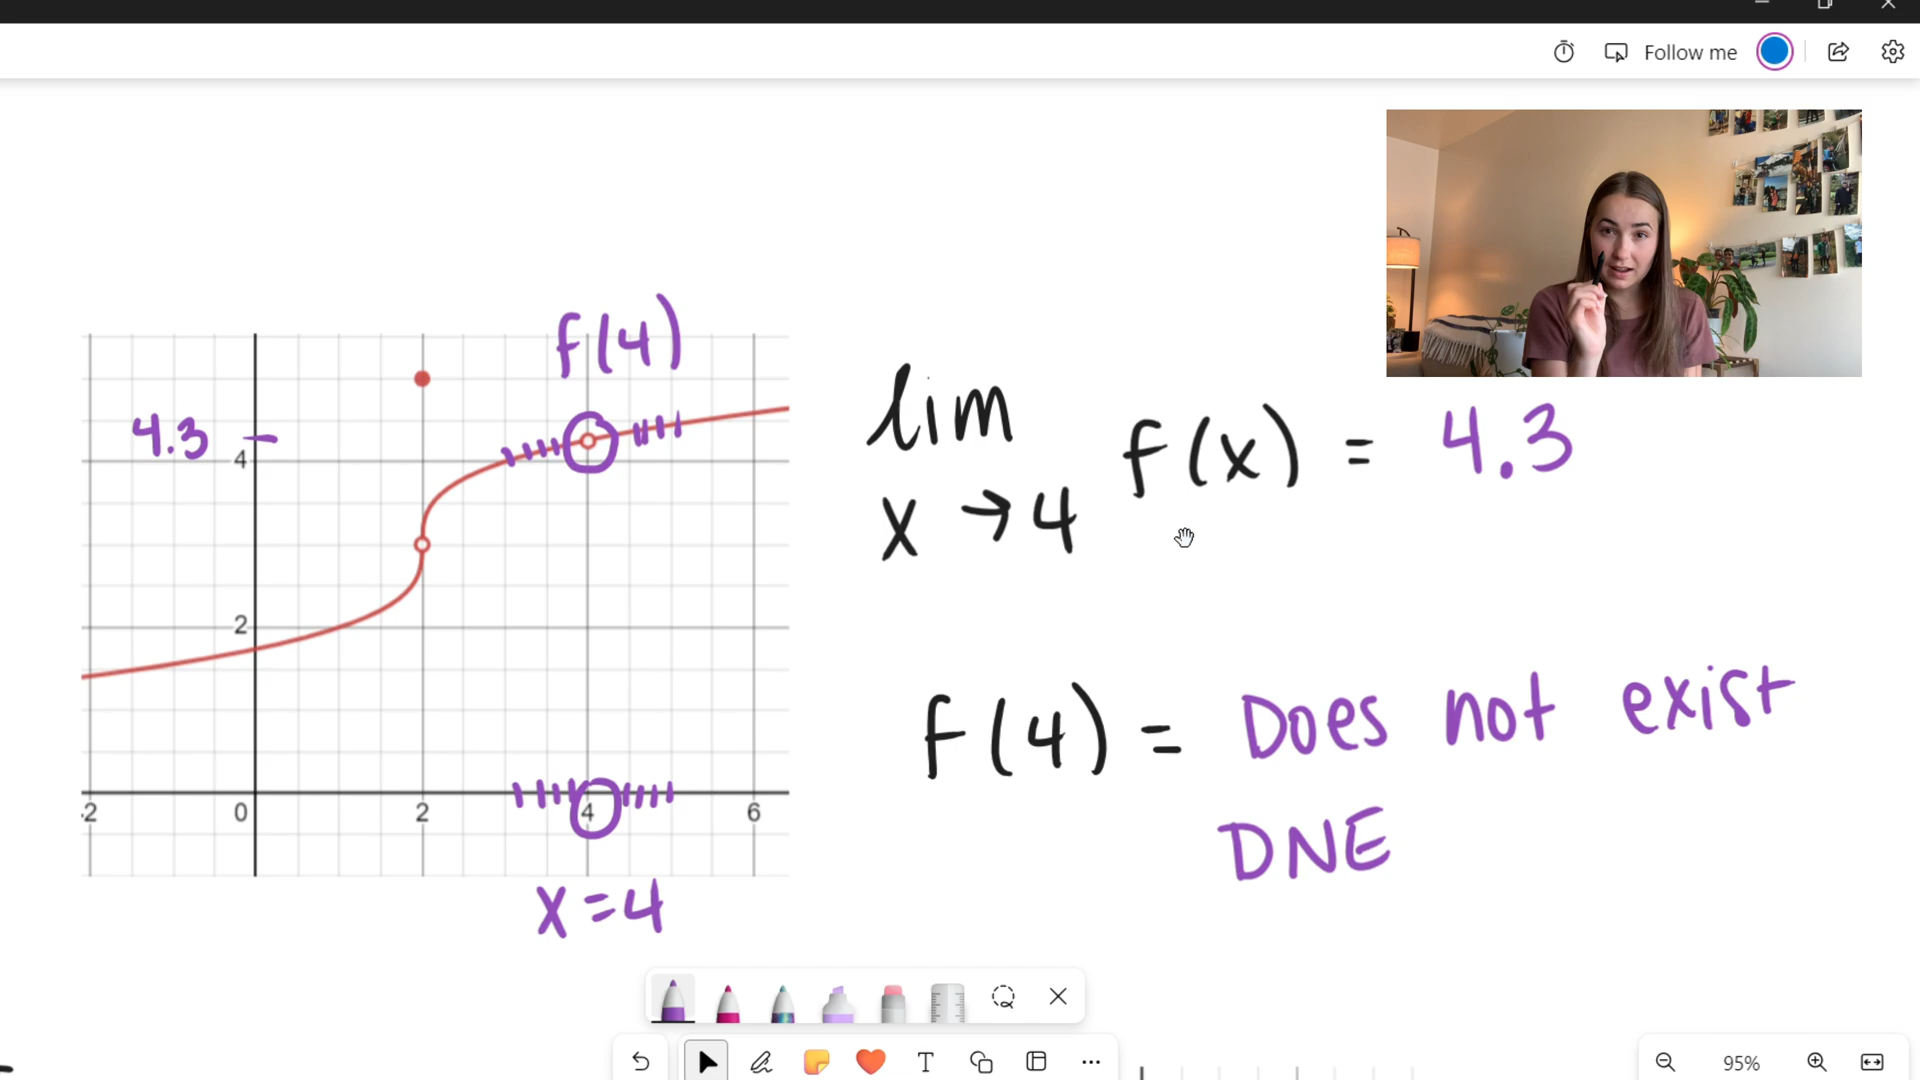 Follow me
f(4)
4.3
4
2
-2 0 2 4 6
x=4
lim f(x) = 4.3
x → 4
f(4) = Does not exist
DNE
T
95%